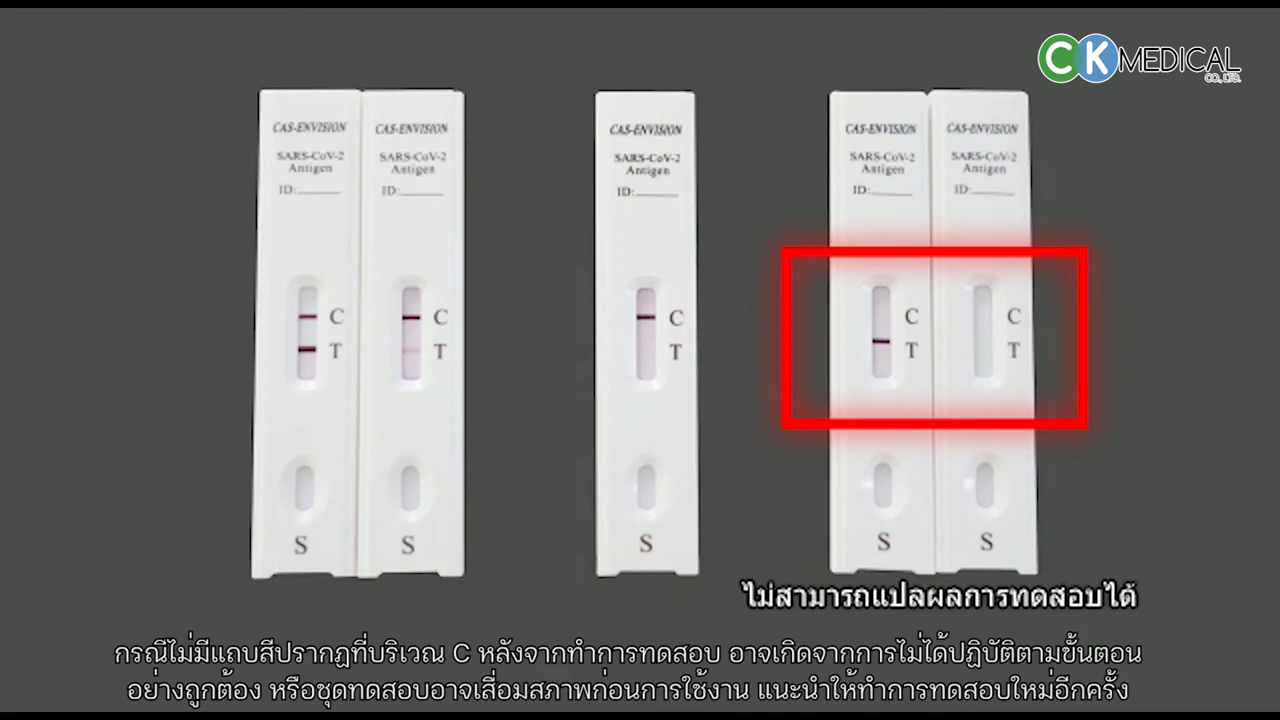 CK MEDICAL
CO.,LTD.
CAS-ENVISION
SARS-CoV-2
Antigen
ID:
C
T
S
CAS-ENVISION
SARS-CoV-2
Antigen
ID:
C
T
S
CAS-ENVISION
SARS-CoV-2
Antigen
ID:
C
T
S
CAS-ENVISION
SARS-CoV-2
Antigen
ID:
C
T
S
CAS-ENVISION
SARS-CoV-2
Antigen
ID:
C
T
S
ไม่สามารถแปลผลการทดสอบได้
กรณีไม่มีแถบสีปรากฏที่บริเวณ C หลังจากทำการทดสอบ อาจเกิดจากการไม่ได้ปฏิบัติตามขั้นตอน
อย่างถูกต้อง หรือชุดทดสอบอาจเสื่อมสภาพก่อนการใช้งาน แนะนำให้ทำการทดสอบใหม่อีกครั้ง